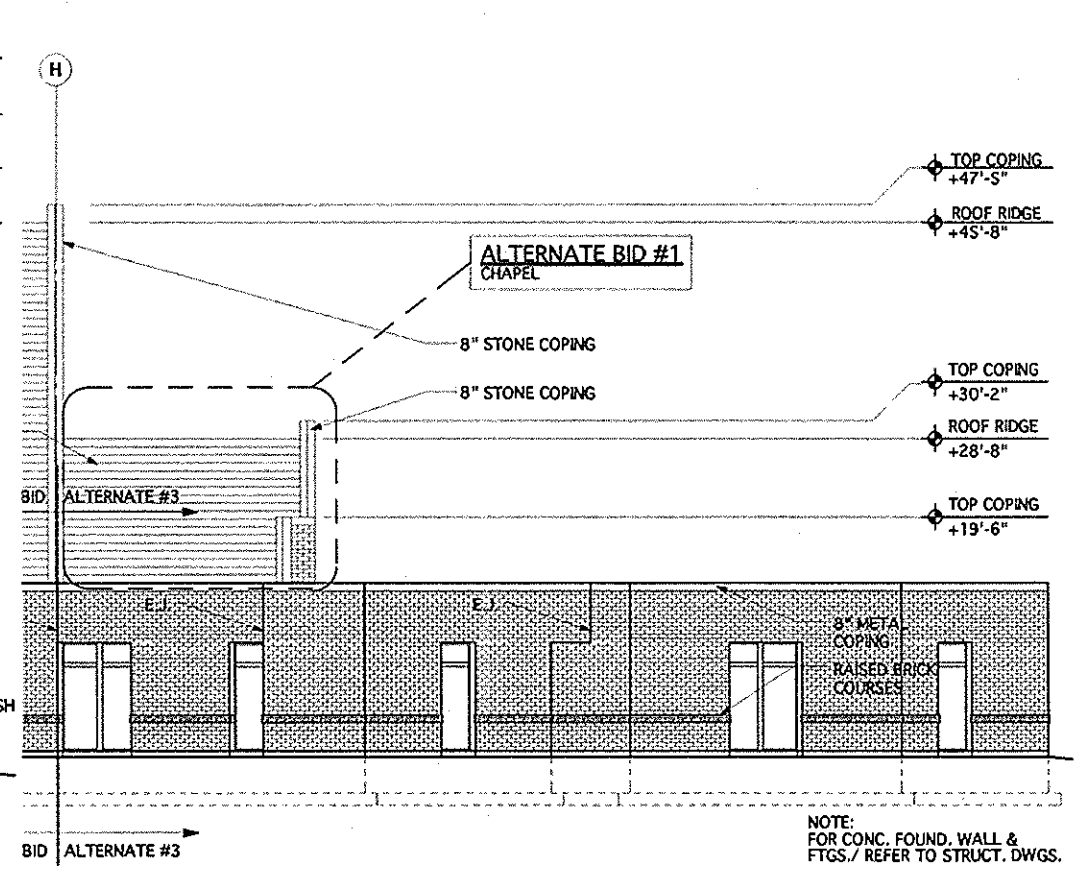 H
TOP COPING
+47'-S"
ROOF RIDGE
+4S'-8"
ALTERNATE BID #1
CHAPEL
8" STONE COPING
TOP COPING
+30'-2"
8" STONE COPING
ROOF RIDGE
+28'-8"
BID ALTERNATE #3
TOP COPING
+19'-6"
E.J.
E.J.
8" METAL
COPING
RAISED BRICK
COURSES
SH
NOTE:
FOR CONC. FOUND. WALL &
FTGS./ REFER TO STRUCT. DWGS.
BID ALTERNATE #3